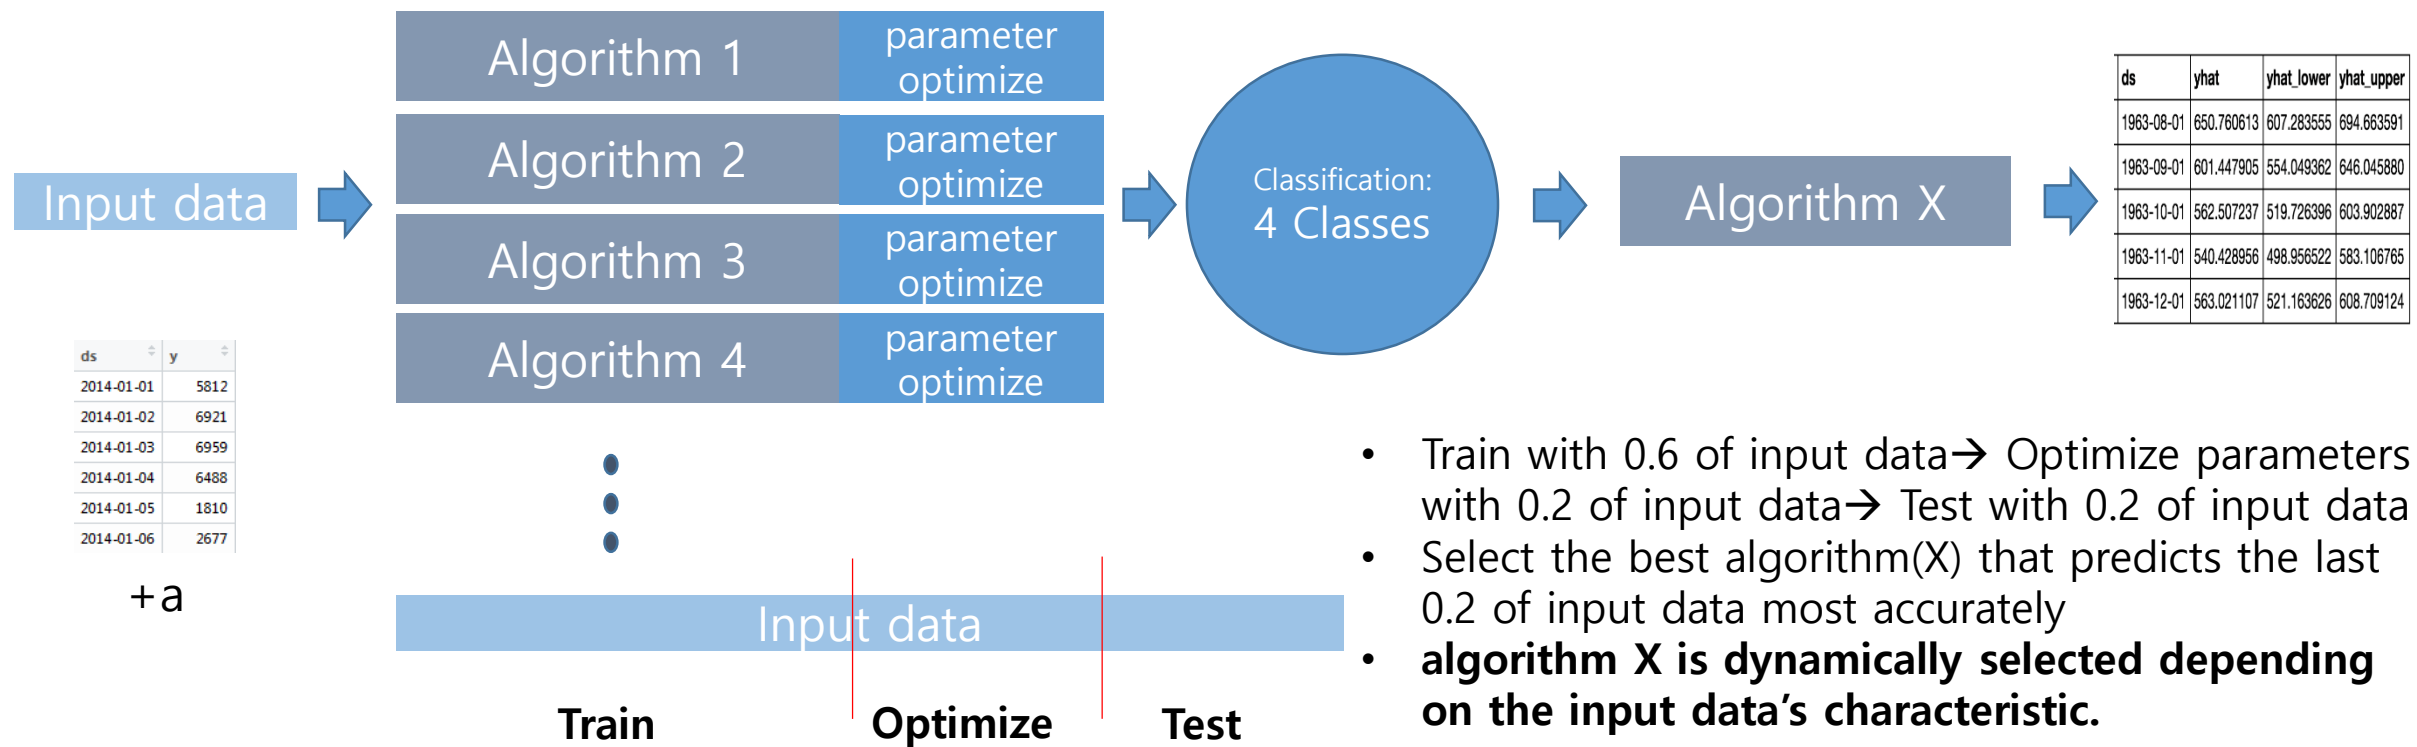 Input data
ds y
2014-01-01 5812
2014-01-02 6921
2014-01-03 6959
2014-01-04 6488
2014-01-05 1810
2014-01-06 2677
+a
Algorithm 1
parameter
optimize
Algorithm 2
parameter
optimize
Algorithm 3
parameter
optimize
Algorithm 4
parameter
optimize
Classification:
4 Classes
Algorithm X
ds yhat yhat_lower yhat_upper
1963-08-01 650.760613 607.283555 694.663591
1963-09-01 601.447905 554.049362 646.045880
1963-10-01 562.507237 519.726396 603.902887
1963-11-01 540.428956 498.956522 583.106765
1963-12-01 563.021107 521.163626 608.709124
Input data
Train Optimize Test
• Train with 0.6 of input data→ Optimize parameters
with 0.2 of input data→ Test with 0.2 of input data
• Select the best algorithm(X) that predicts the last
0.2 of input data most accurately
• algorithm X is dynamically selected depending
on the input data’s characteristic.